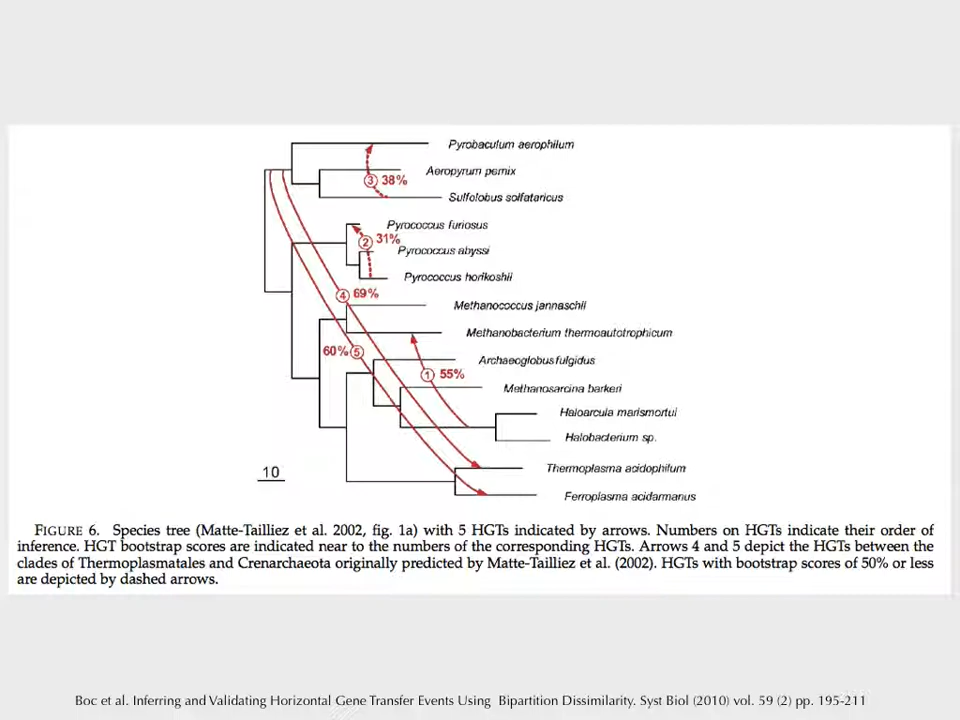 Pyrobaculum aerophilum
Aeropyrum pernix
③ 38%
Sulfolobus solfataricus
Pyrococcus furiosus
② 31%
Pyrococcus abyssi
Pyrococcus horikoshii
④ 69%
Methanococcus jannaschii
Methanobacterium thermoautotrophicum
60% ⑤
Archaeoglobus fulgidus
① 55%
Methanosarcina barkeri
Haloarcula marismortui
Halobacterium sp.
10
Thermoplasma acidophilum
Ferroplasma acidarmanus
FIGURE 6. Species tree (Matte-Tailliez et al. 2002, fig. 1a) with 5 HGTs indicated by arrows. Numbers on HGTs indicate their order of
inference. HGT bootstrap scores are indicated near to the numbers of the corresponding HGTs. Arrows 4 and 5 depict the HGTs between the
clades of Thermoplasmatales and Crenarchaeota originally predicted by Matte-Tailliez et al. (2002). HGTs with bootstrap scores of 50% or less
are depicted by dashed arrows.
Boc et al. Inferring and Validating Horizontal Gene Transfer Events Using Bipartition Dissimilarity. Syst Biol (2010) vol. 59 (2) pp. 195-211